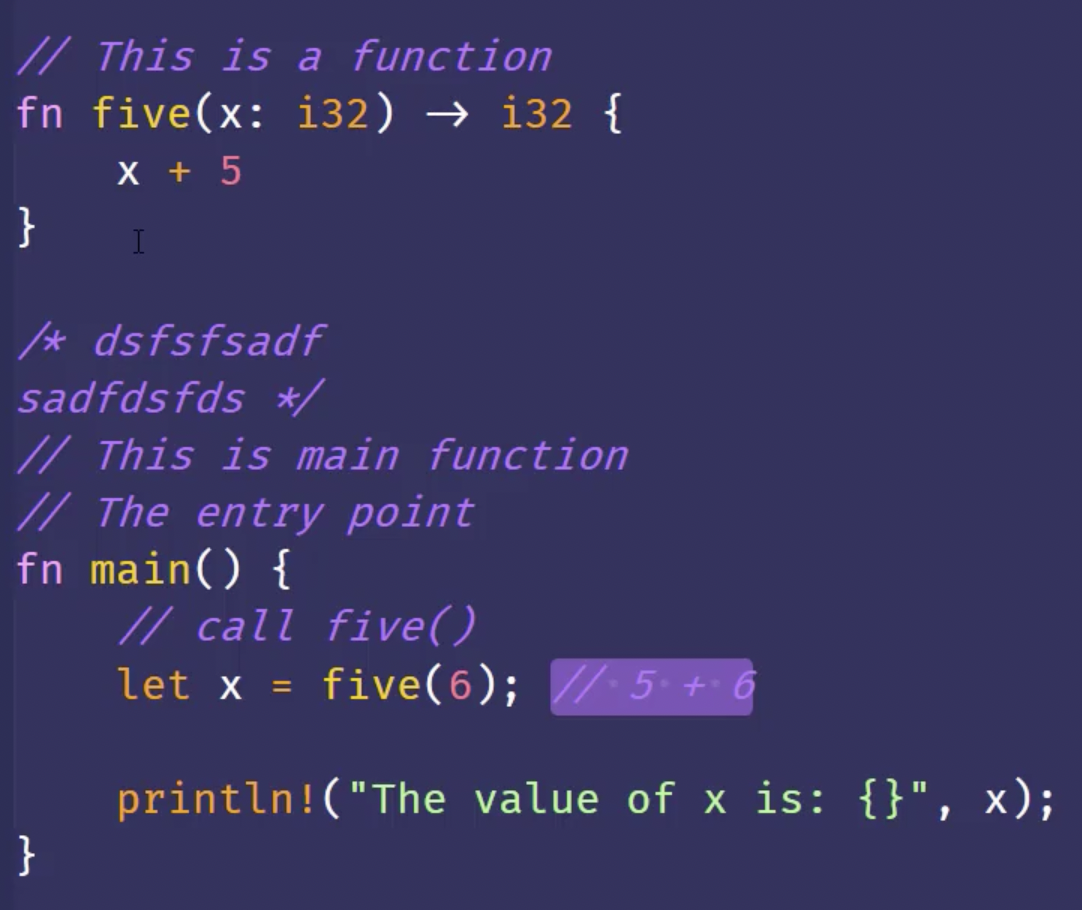 // This is a function
fn five(x: i32) -> i32 {
    x + 5
}

/* dsfsfsadf
sadfdsfds */
// This is main function
// The entry point
fn main() {
    // call five()
    let x = five(6); // 5 + 6

    println!("The value of x is: {}", x);
}